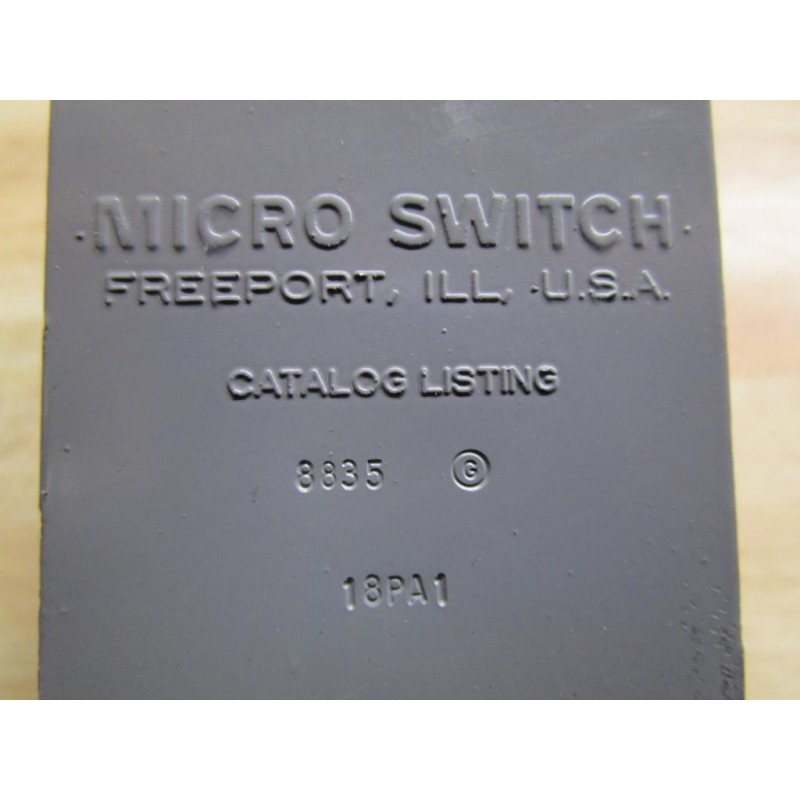 MICRO SWITCH
FREEPORT, ILL, U.S.A.
CATALOG LISTING
8835 Ⓖ
18PA1